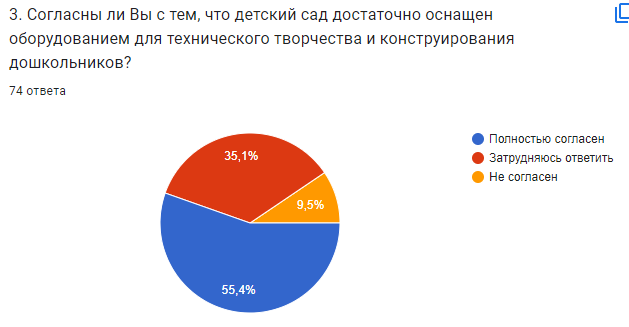 3. Согласны ли Вы с тем, что детский сад достаточно оснащен
оборудованием для технического творчества и конструирования
дошкольников?
74 ответа
35,1%
9,5%
55,4%
Полностью согласен
Затрудняюсь ответить
Не согласен